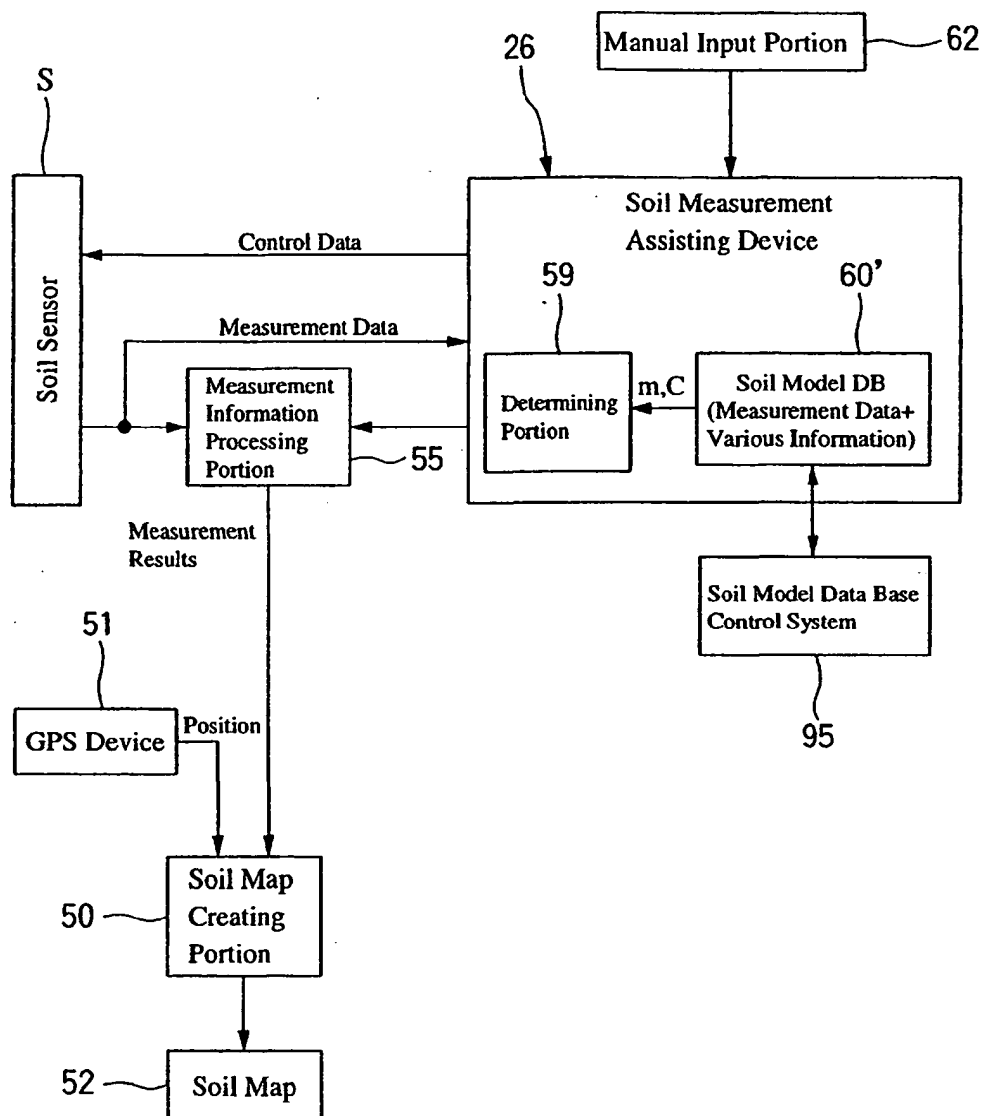 Manual Input Portion
62
26
S
Soil Measurement
Assisting Device
Control Data
59
60’
Soil Sensor
Measurement Data
Measurement
Information
Processing
Portion
55
Determining
Portion
m,C
Soil Model DB
(Measurement Data+
Various Information)
Measurement
Results
Soil Model Data Base
Control System
95
51
GPS Device
Position
Soil Map
Creating
Portion
50
52
Soil Map